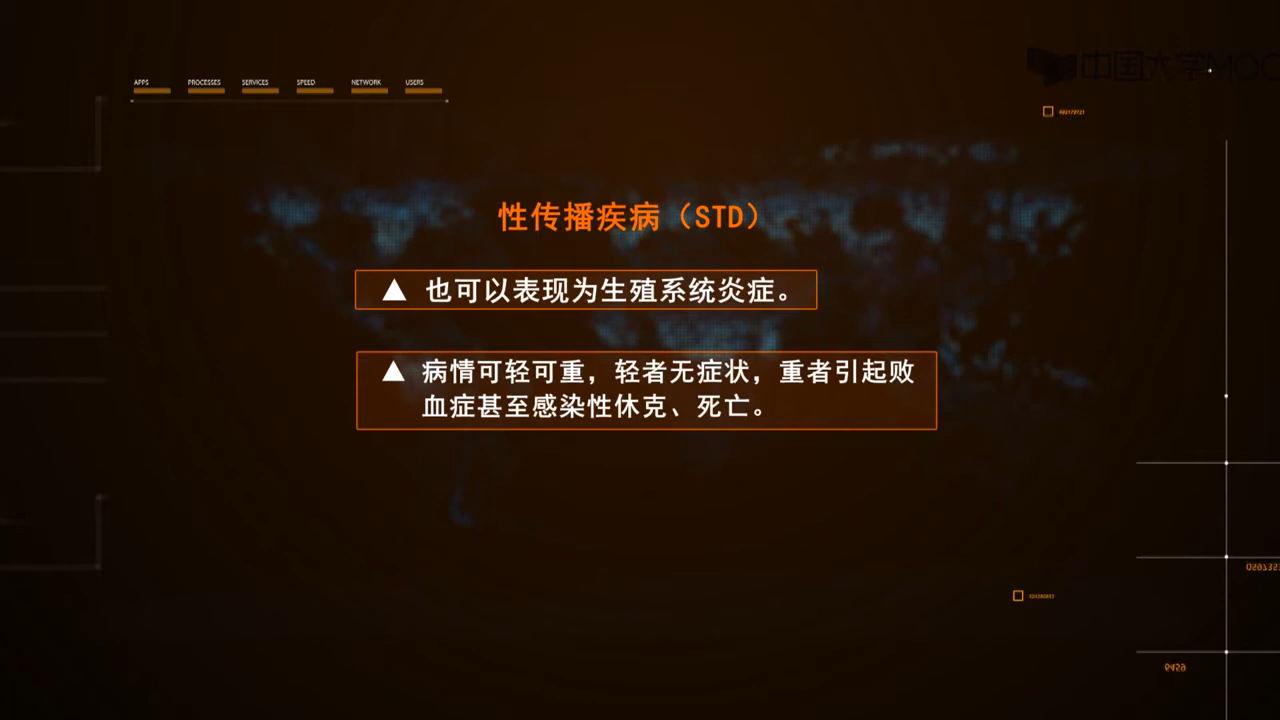 中国大学MOO
APPS PROCESSES SERVICES SPEED NETWORK USERS
性传播疾病（STD）
▲ 也可以表现为生殖系统炎症。
▲ 病情可轻可重，轻者无症状，重者引起败
血症甚至感染性休克、死亡。